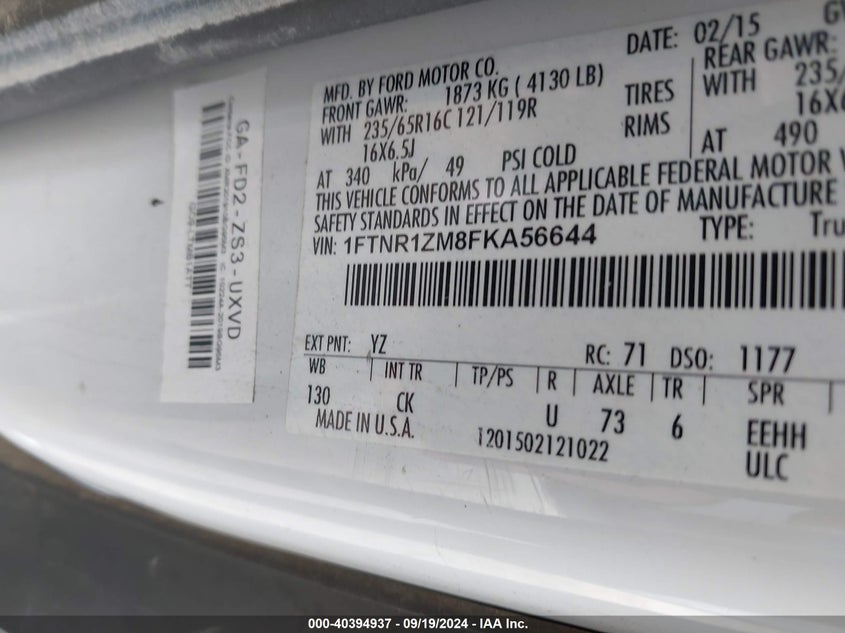 DATE: 02/15
MFD. BY FORD MOTOR CO.
FRONT GAWR: 1873 KG ( 4130 LB)
REAR GAWR:
WITH 235/65R16C 121/119R
TIRES WITH 235/
16X6.5J
RIMS 16X6
AT 340 kPa/ 49 PSI COLD
AT 490
THIS VEHICLE CONFORMS TO ALL APPLICABLE FEDERAL MOTOR
SAFETY STANDARDS IN EFFECT ON THE DATE OF MANUFACTURE
VIN: 1FTNR1ZM8FKA56644
TYPE: Tru
EXT PNT: YZ
RC: 71 DSO: 1177
WB INT TR TP/PS R AXLE TR SPR
130 CK U 73 6 EEHH
MADE IN U.S.A.
1201502121022
ULC
GA-FD2-ZS3-UXVD
000-40394937 - 09/19/2024 - IAAI Inc.